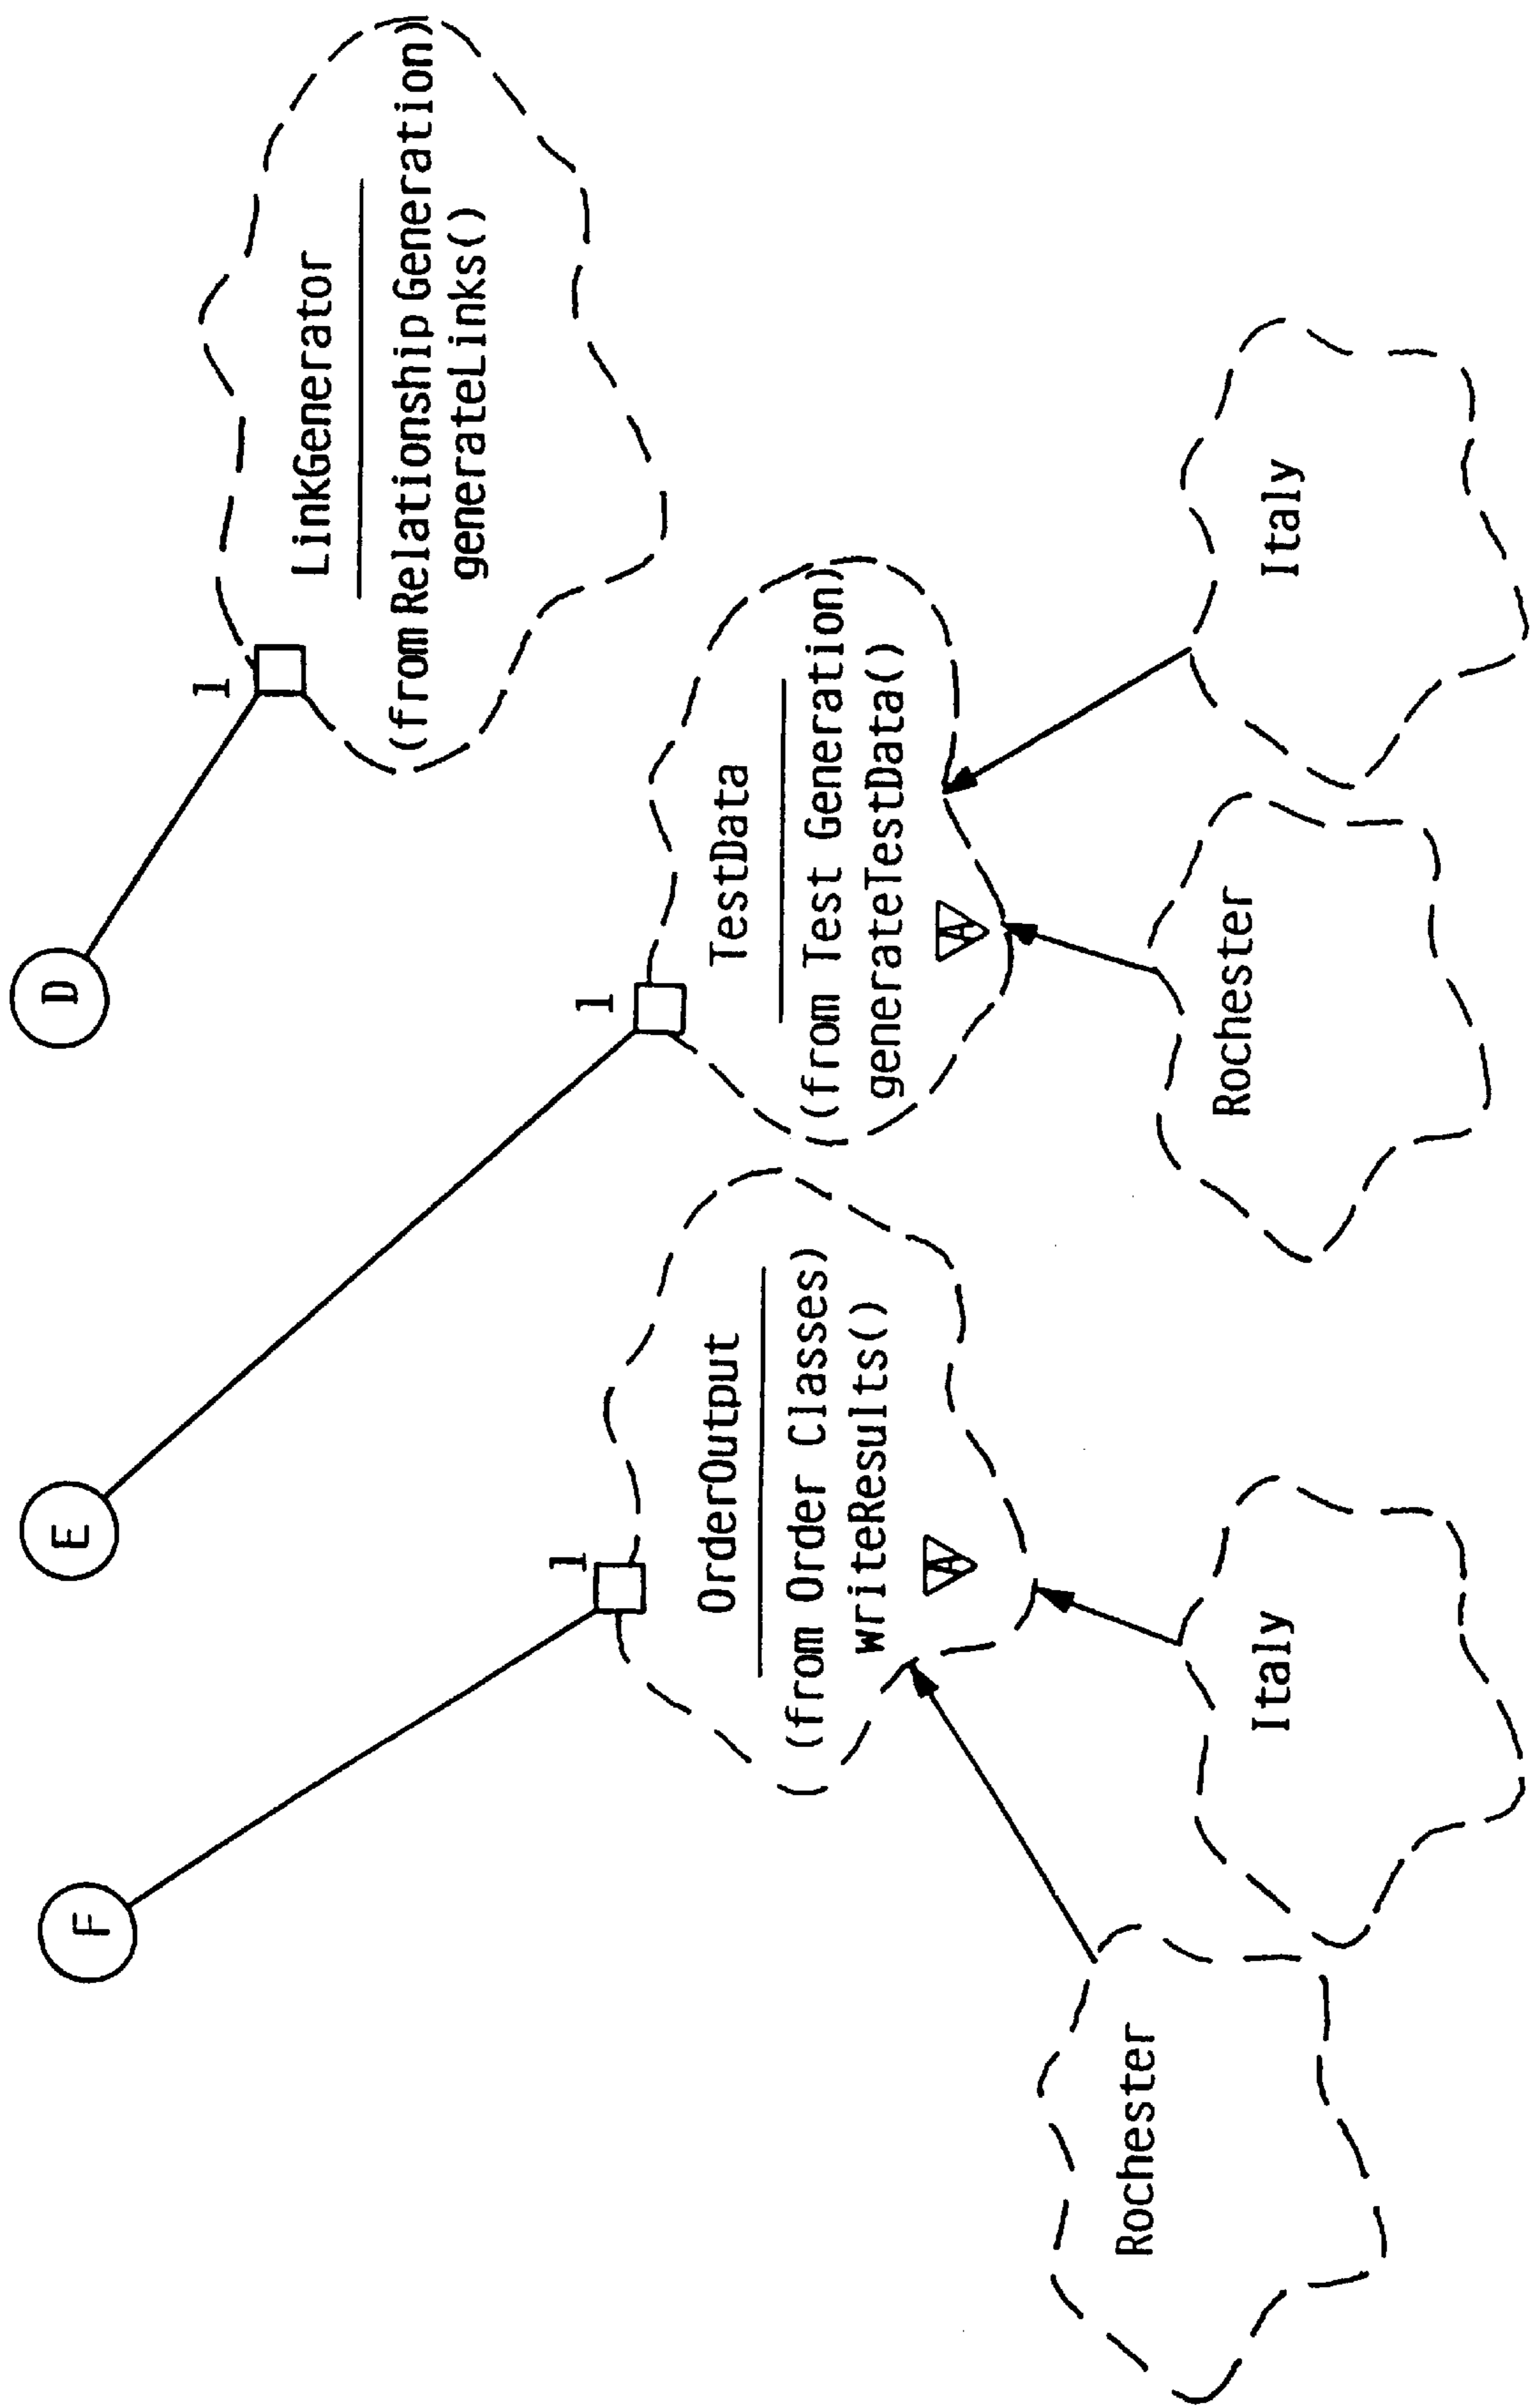 D
1
LinkGenerator
(from Relationship Generation)
generateLinks()
E
1
TestData
(from Test Generation)
generateTestData()
A
Rochester
Italy
F
1
OrderOutput
(from Order Classes)
writeResults()
A
Rochester
Italy